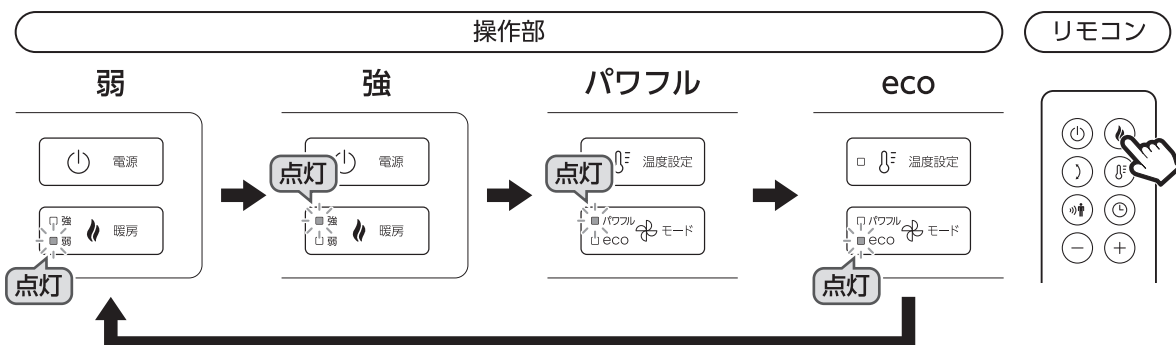 操作部
リモコン
弱
強
パワフル
eco
電源
強
弱
暖房
点灯
点灯
電源
強
弱
暖房
点灯
温度設定
パワフル
eco
モード
温度設定
パワフル
eco
モード
点灯